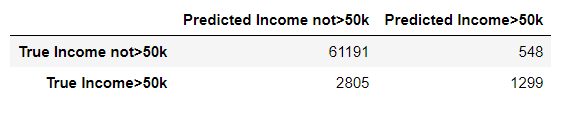 Predicted Income not>50k Predicted Income>50k
True Income not>50k 61191 548
True Income>50k 2805 1299